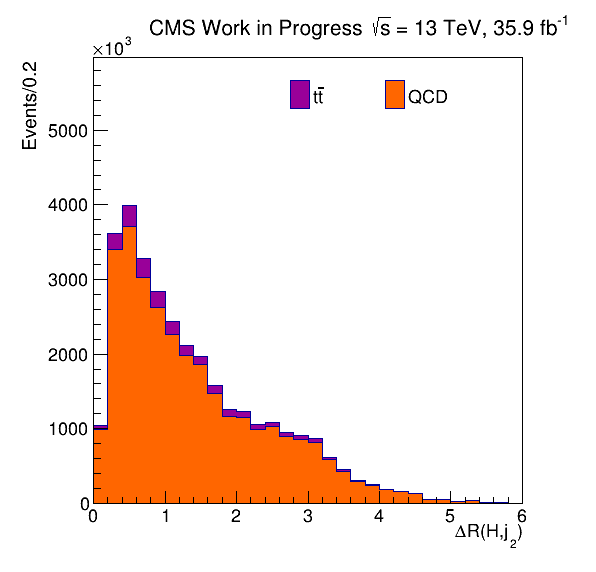 CMS Work in Progress √s = 13 TeV, 35.9 fb⁻¹
×10³
Events/0.2
tt̄
QCD
5000
4000
3000
2000
1000
0
0 1 2 3 4 5 6
ΔR(H,j₂)